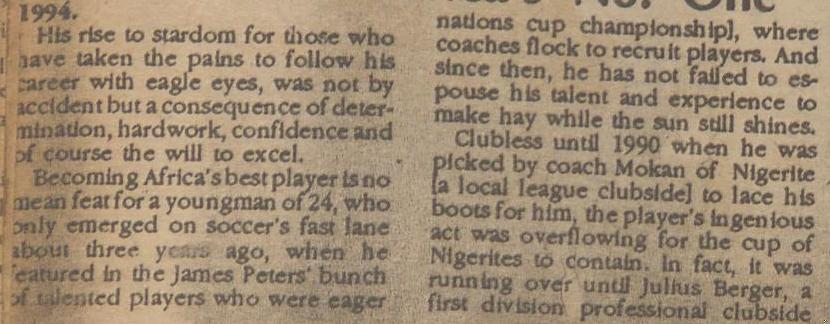 1994.
His rise to stardom for those who
have taken the pains to follow his
career with eagle eyes, was not by
accident but a consequence of deter-
mination, hardwork, confidence and
of course the will to excel.
Becoming Africa's best player is no
mean feat for a youngman of 24, who
only emerged on soccer's fast lane
about three years ago, when he
featured in the James Peters' bunch
of talented players who were eager
No. One
nations cup championship], where
coaches flock to recruit players. And
since then, he has not failed to es-
pouse his talent and experience to
make hay while the sun still shines.
Clubless until 1990 when he was
picked by coach Mokan of Nigerite
[a local league clubside] to lace his
boots for him, the player's ingenious
act was overflowing for the cup of
Nigerites to contain. In fact, it was
running over until Julius Berger, a
first division professional clubside